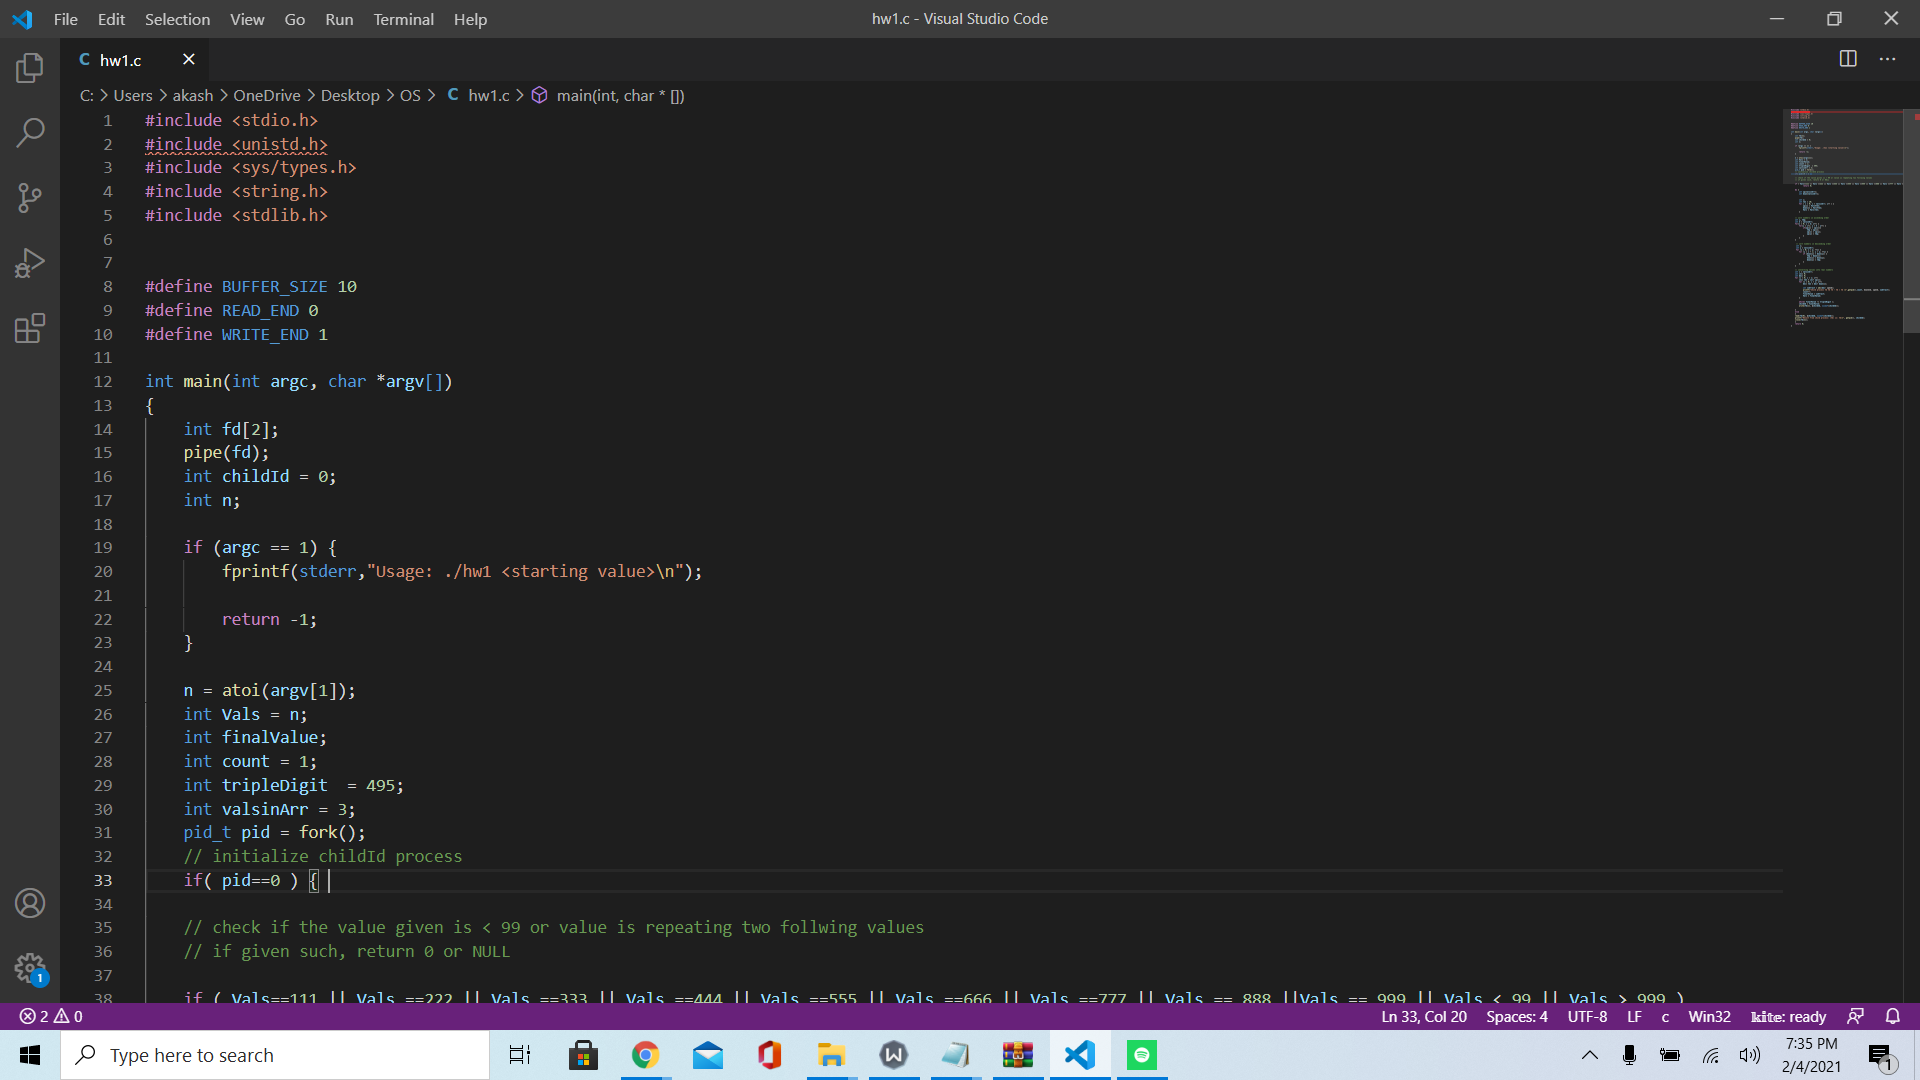 File Edit Selection View Go Run Terminal Help
hw1.c - Visual Studio Code
C hw1.c
C: > Users > akash > OneDrive > Desktop > OS > C hw1.c > main(int, char * [])
1 #include <stdio.h>
2 #include <unistd.h>
3 #include <sys/types.h>
4 #include <string.h>
5 #include <stdlib.h>
6
7
8 #define BUFFER_SIZE 10
9 #define READ_END 0
10 #define WRITE_END 1
11
12 int main(int argc, char *argv[])
13 {
14 int fd[2];
15 pipe(fd);
16 int childId = 0;
17 int n;
18
19 if (argc == 1) {
20 fprintf(stderr,"Usage: ./hw1 <starting value>\n");
21
22 return -1;
23 }
24
25 n = atoi(argv[1]);
26 int Vals = n;
27 int finalValue;
28 int count = 1;
29 int tripleDigit  = 495;
30 int valsinArr = 3;
31 pid_t pid = fork();
32 // initialize childId process
33 if( pid==0 ) {
34
35 // check if the value given is < 99 or value is repeating two follwing values
36 // if given such, return 0 or NULL
37
38 if ( Vals==111 || Vals ==222 || Vals ==333 || Vals ==444 || Vals ==555 || Vals ==666 || Vals ==777 || Vals == 888 ||Vals == 999 || Vals < 99 || Vals > 999 )
2 0
Ln 33, Col 20 Spaces: 4 UTF-8 LF c Win32 kite: ready
1
Type here to search
7:35 PM
2/4/2021
1